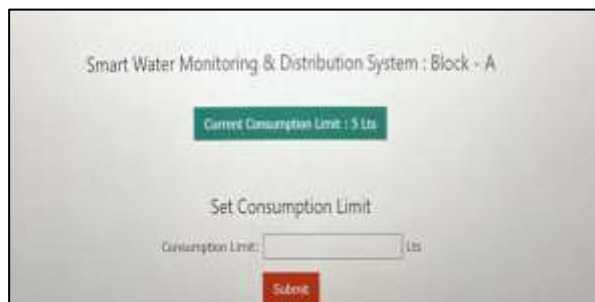 Smart Water Monitoring & Distribution System : Block - A
Current Consumption Limit : 5 Lts
Set Consumption Limit
Consumption Limit: Lts
Submit